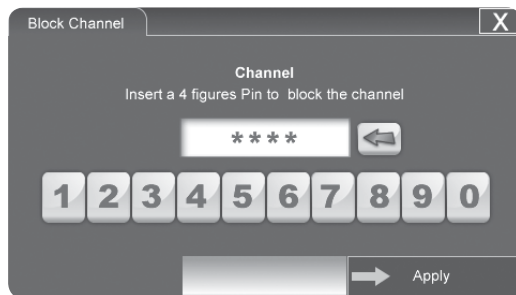 Block Channel X
Channel
Insert a 4 figures Pin to block the channel
****
1 2 3 4 5 6 7 8 9 0
Apply